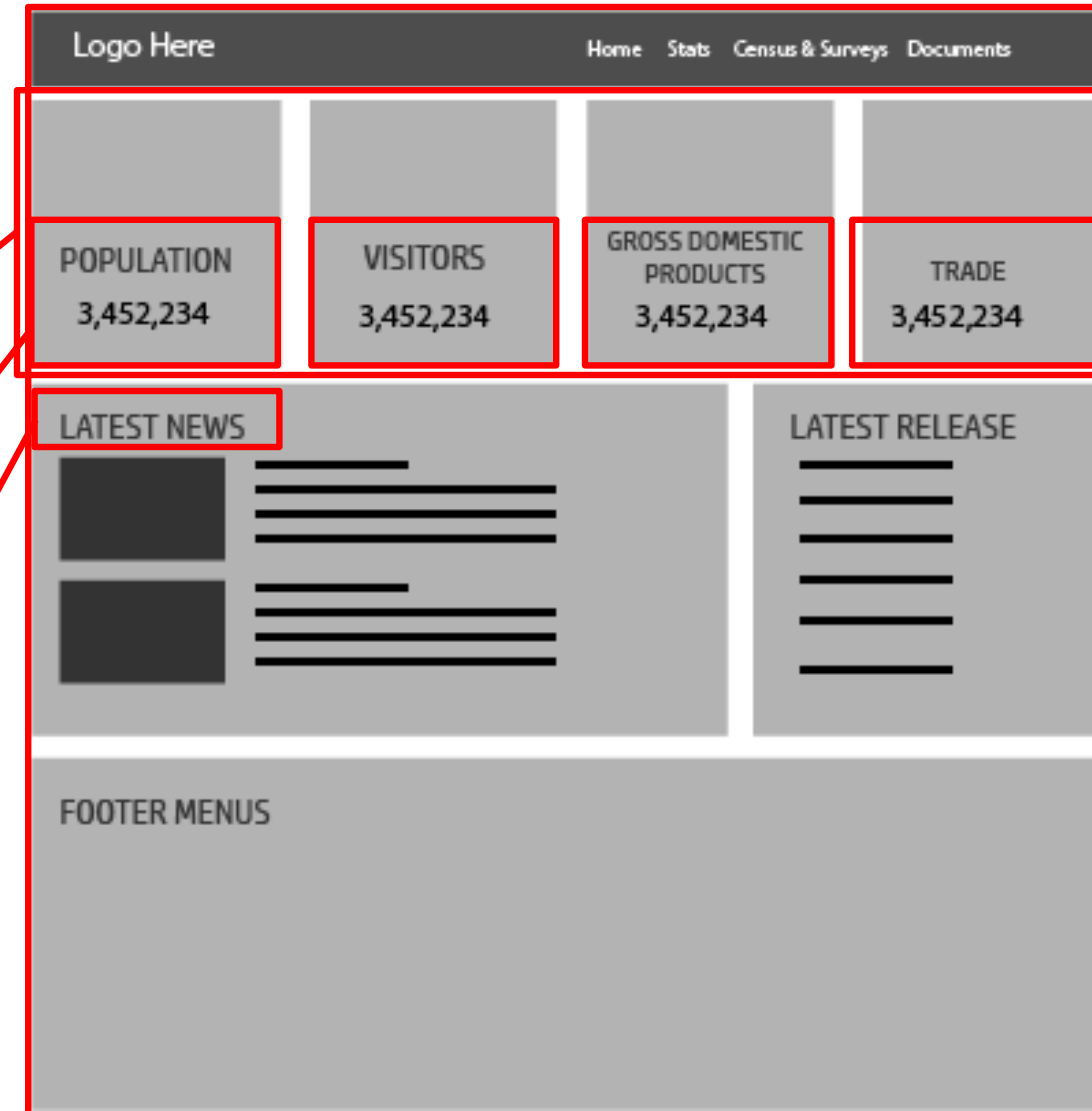 Logo Here
Home Stats Census & Surveys Documents
POPULATION
3,452,234
VISITORS
3,452,234
GROSS DOMESTIC
PRODUCTS
3,452,234
TRADE
3,452,234
LATEST NEWS
LATEST RELEASE
FOOTER MENUS